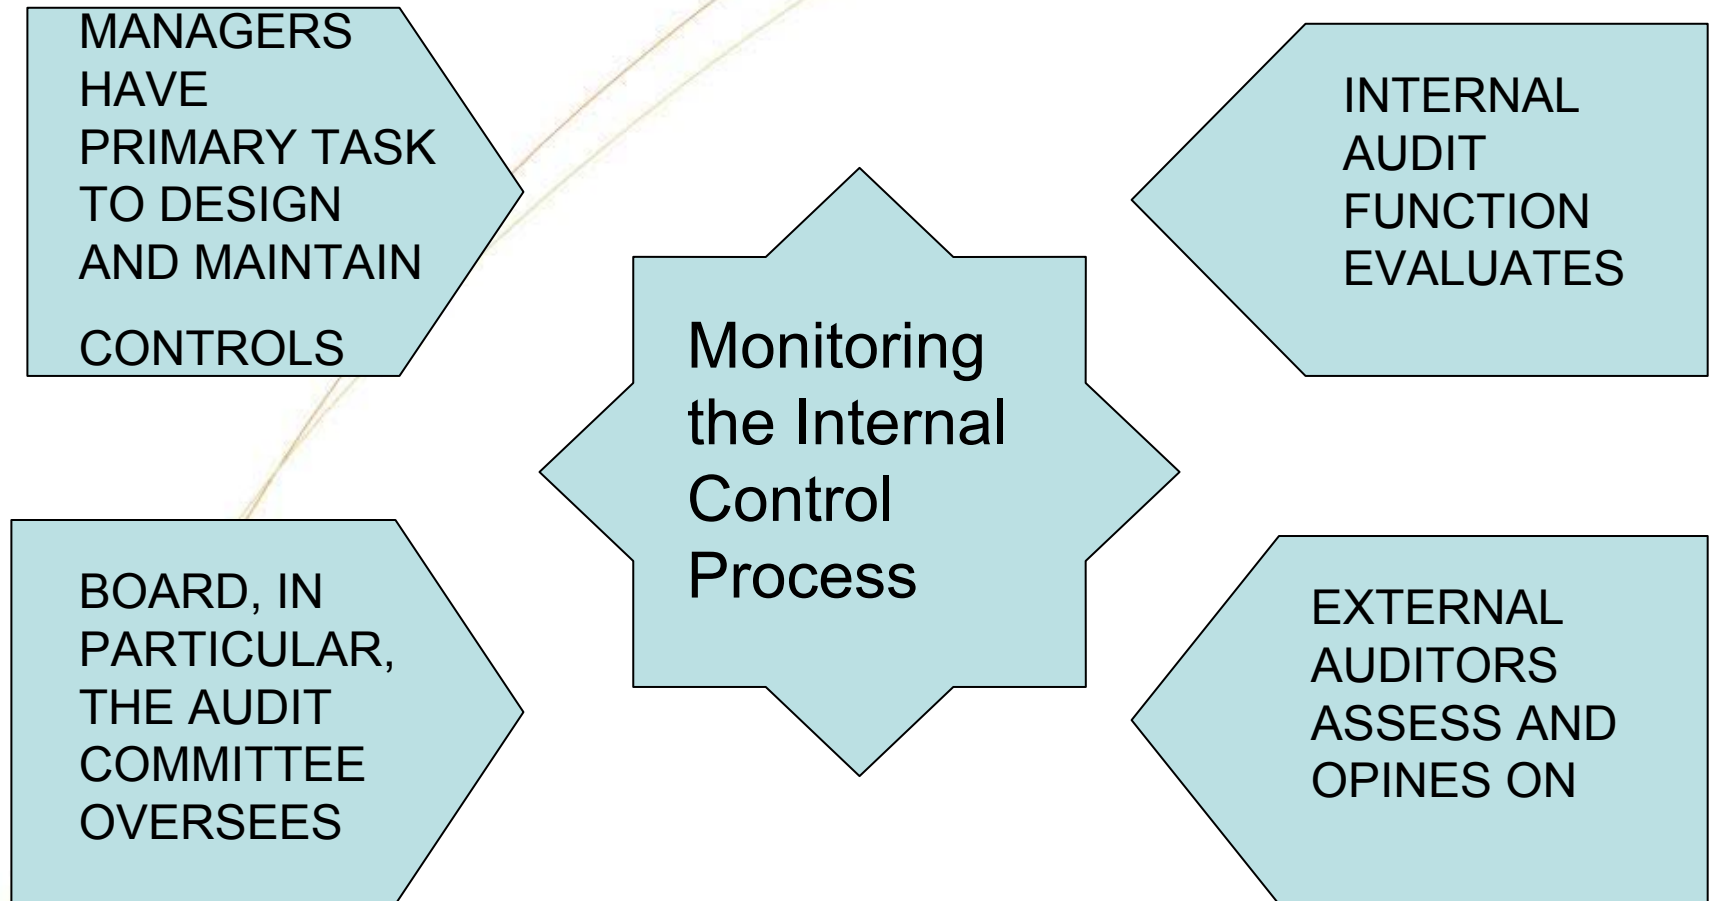 MANAGERS
HAVE
PRIMARY TASK
TO DESIGN
AND MAINTAIN
CONTROLS
INTERNAL
AUDIT
FUNCTION
EVALUATES
Monitoring
the Internal
Control
Process
BOARD, IN
PARTICULAR,
THE AUDIT
COMMITTEE
OVERSEES
EXTERNAL
AUDITORS
ASSESS AND
OPINES ON